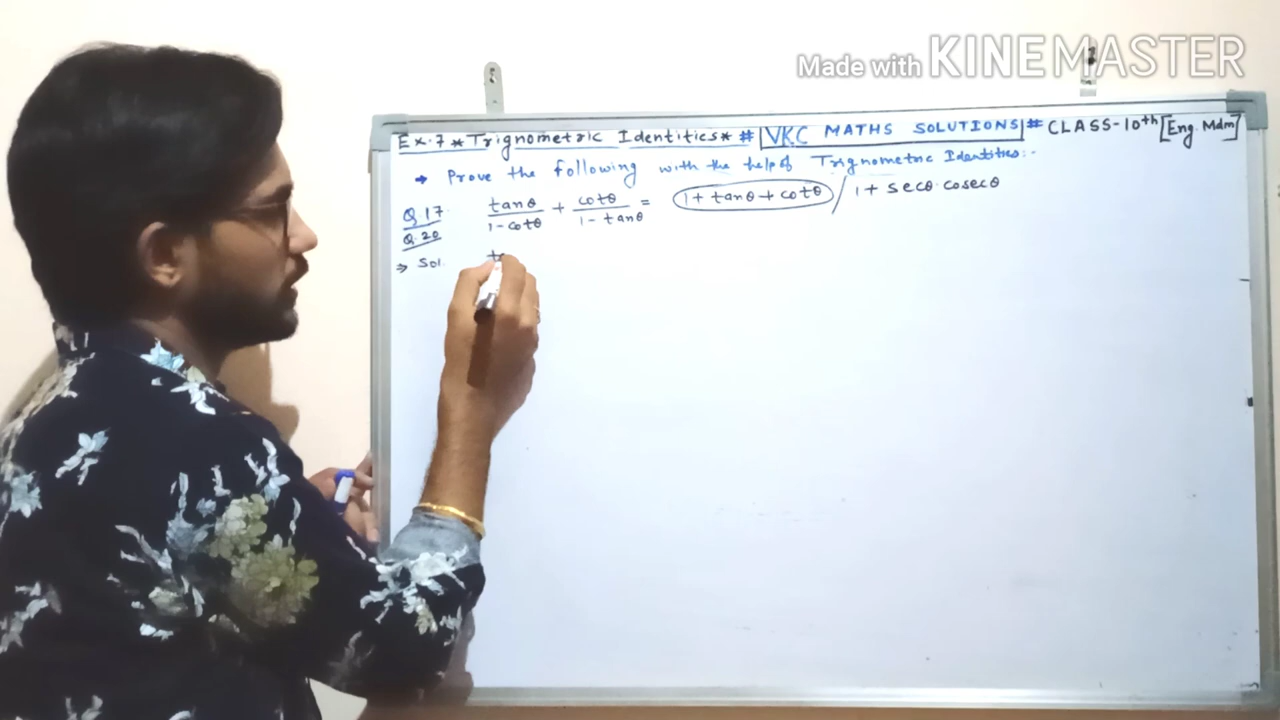 Made with KINEMASTER
Ex.7 * Trignometric Identities * # VKC MATHS SOLUTIONS # CLASS-10th [Eng. Mdm]
→ Prove the following with the help of Trignometric Identities:-
Q.17 tanθ/1-cotθ + cotθ/1-tanθ = 1 + tanθ + cotθ / 1 + secθ.cosecθ
Q.20
⇒ Sol.